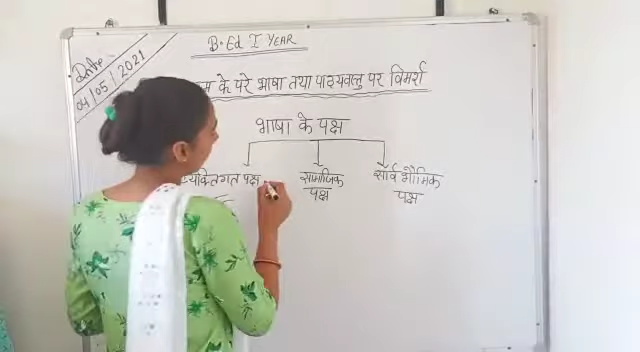 B.Ed I YEAR
Date
04/05/2021
के परे भाषा तथा पाठ्यवस्तु पर विमर्श
भाषा के पक्ष
व्यक्तिगत पक्ष
सामाजिक
पक्ष
सार्वभौमिक
पक्ष